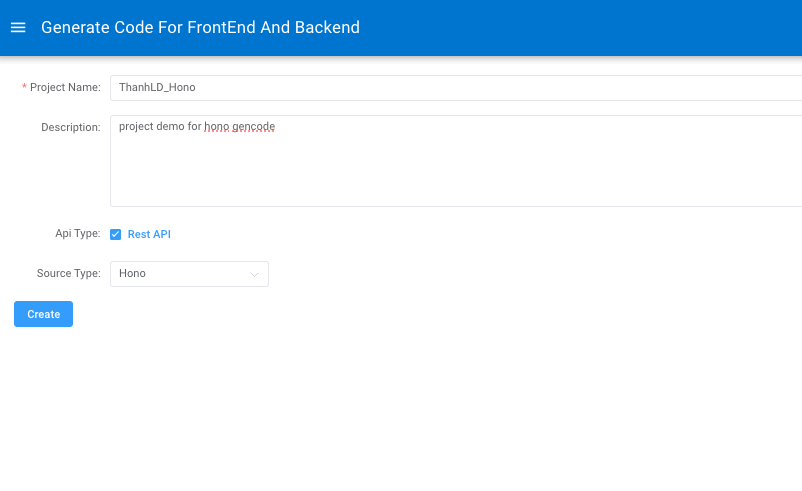 Generate Code For FrontEnd And Backend
* Project Name: ThanhLD_Hono
Description: project demo for hono gencode
Api Type: Rest API
Source Type: Hono
Create